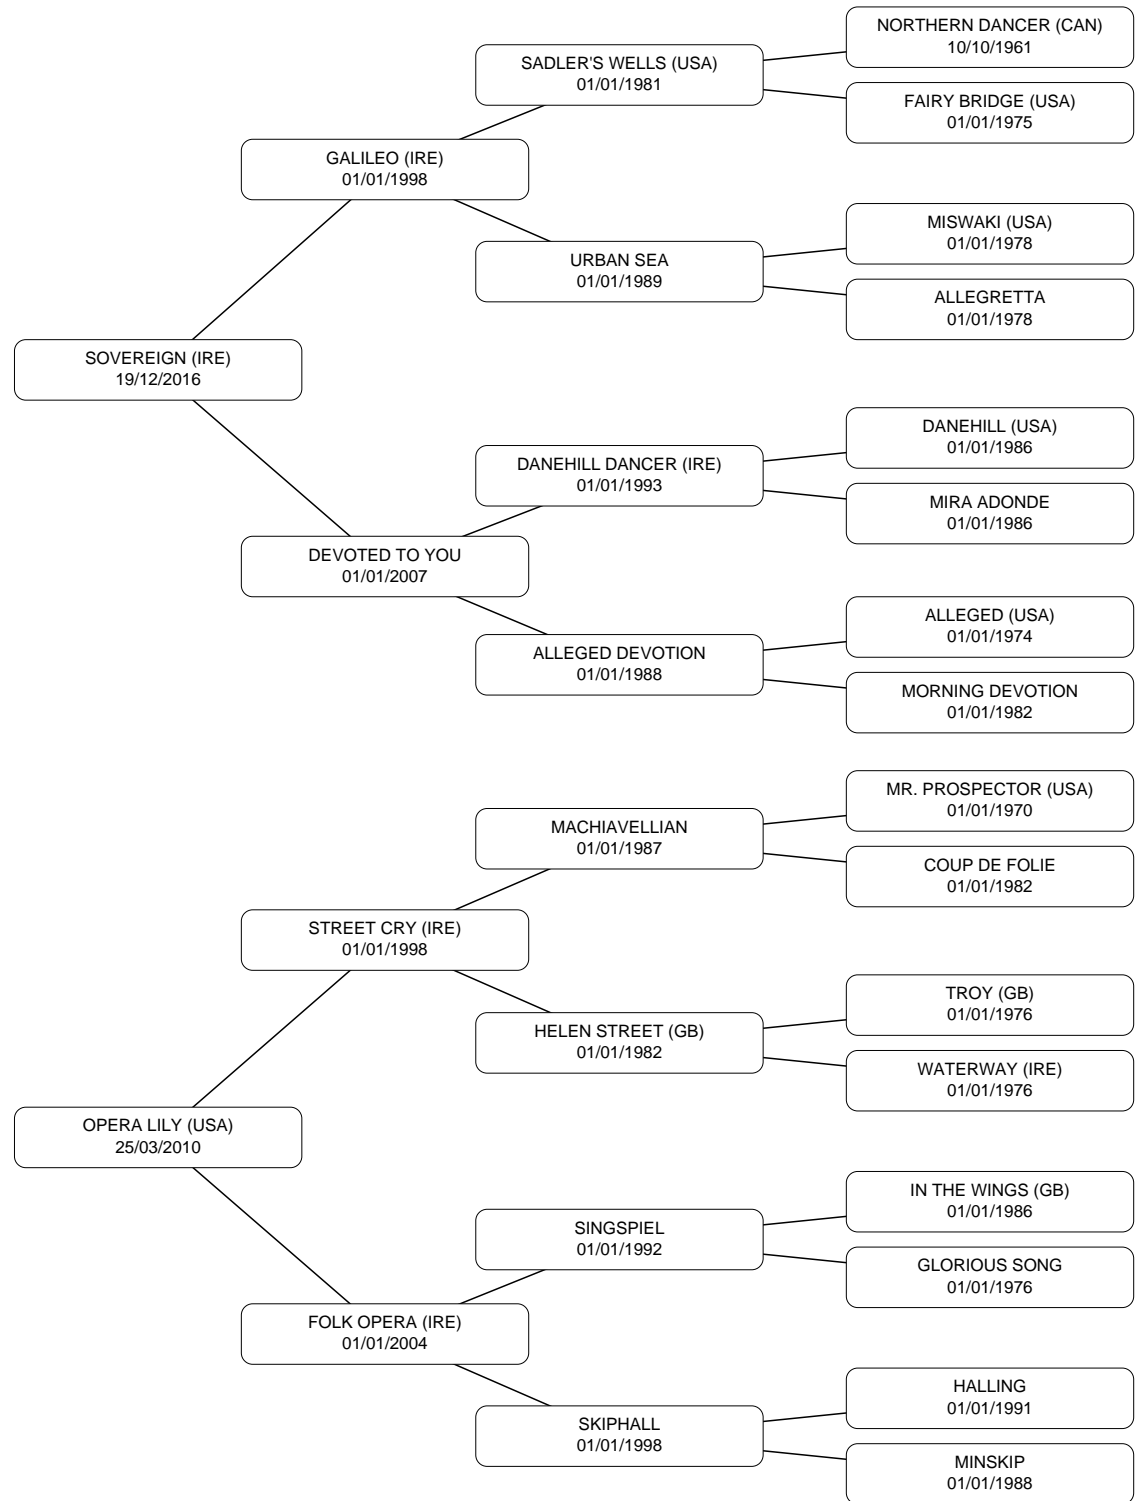 NORTHERN DANCER (CAN)
10/10/1961
SADLER'S WELLS (USA)
01/01/1981
FAIRY BRIDGE (USA)
01/01/1975
GALILEO (IRE)
01/01/1998
MISWAKI (USA)
01/01/1978
URBAN SEA
01/01/1989
ALLEGRETTA
01/01/1978
SOVEREIGN (IRE)
19/12/2016
DANEHILL (USA)
01/01/1986
DANEHILL DANCER (IRE)
01/01/1993
MIRA ADONDE
01/01/1986
DEVOTED TO YOU
01/01/2007
ALLEGED (USA)
01/01/1974
ALLEGED DEVOTION
01/01/1988
MORNING DEVOTION
01/01/1982
MR. PROSPECTOR (USA)
01/01/1970
MACHIAVELLIAN
01/01/1987
COUP DE FOLIE
01/01/1982
STREET CRY (IRE)
01/01/1998
TROY (GB)
01/01/1976
HELEN STREET (GB)
01/01/1982
WATERWAY (IRE)
01/01/1976
OPERA LILY (USA)
25/03/2010
IN THE WINGS (GB)
01/01/1986
SINGSPIEL
01/01/1992
GLORIOUS SONG
01/01/1976
FOLK OPERA (IRE)
01/01/2004
HALLING
01/01/1991
SKIPHALL
01/01/1998
MINSKIP
01/01/1988